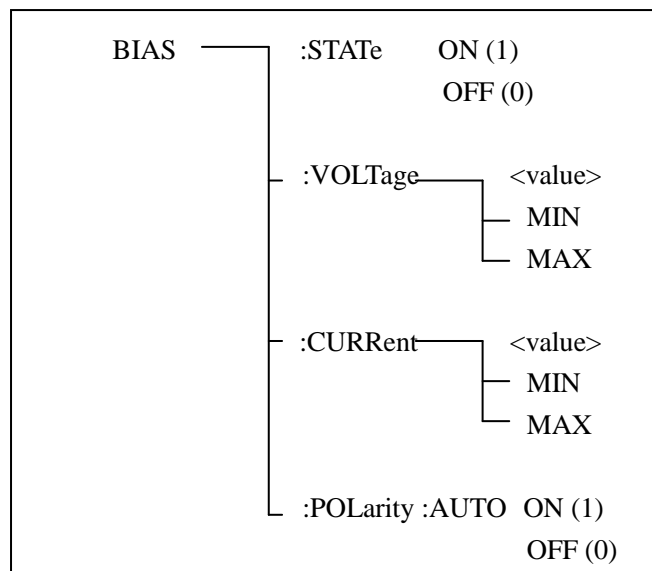 BIAS :STATe ON (1)
OFF (0)
:VOLTage <value>
MIN
MAX
:CURRent <value>
MIN
MAX
:POLarity :AUTO ON (1)
OFF (0)